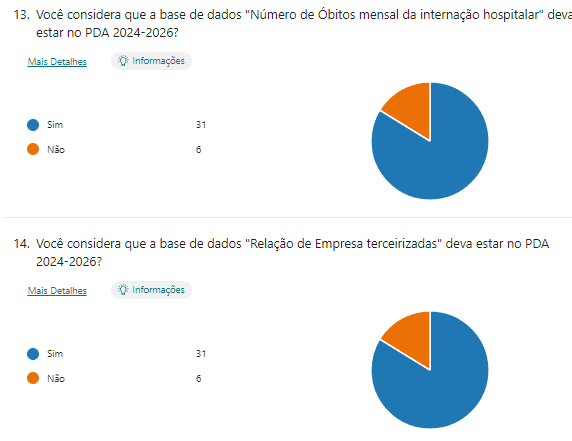 13. Você considera que a base de dados "Número de Óbitos mensal da internação hospitalar" deva
estar no PDA 2024-2026?
Mais Detalhes Informações
Sim 31
Não 6
14. Você considera que a base de dados "Relação de Empresa terceirizadas" deva estar no PDA
2024-2026?
Mais Detalhes Informações
Sim 31
Não 6